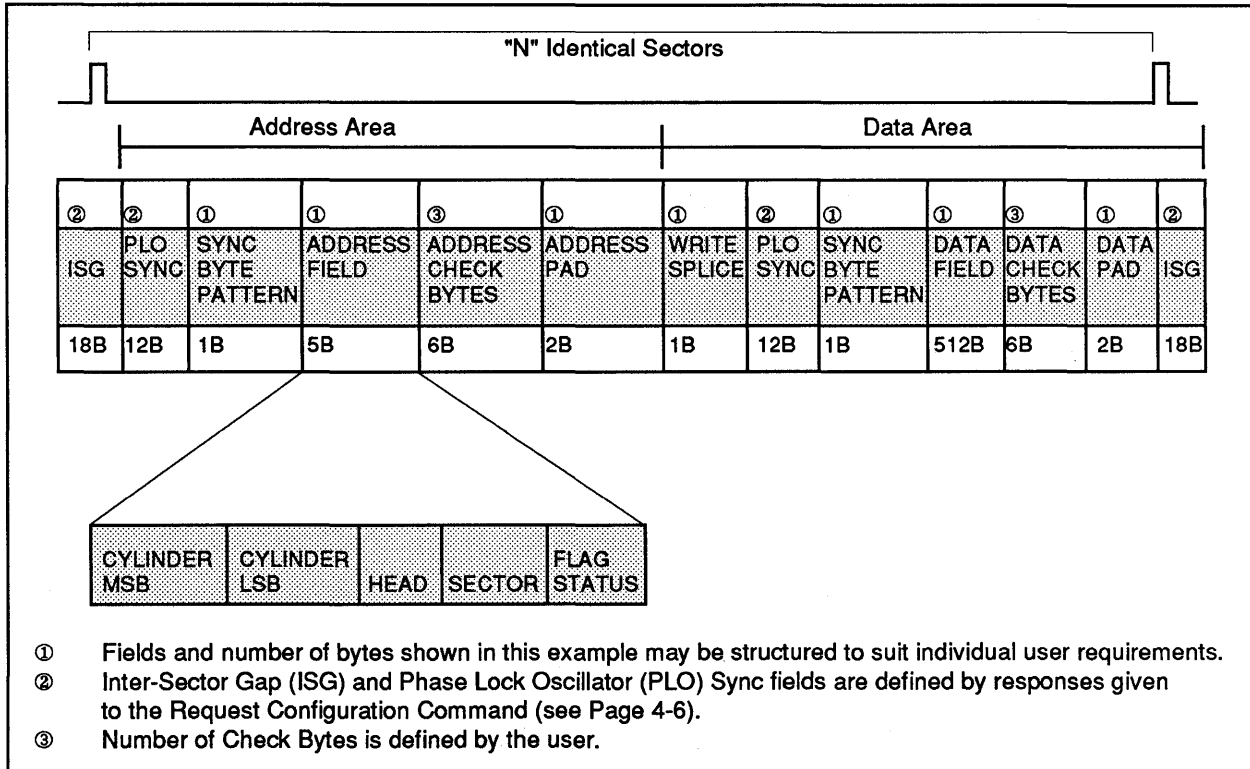 "N" Identical Sectors
Address Area
Data Area
② ② ① ① ③ ① ① ② ① ① ③ ① ②
ISG
PLO SYNC
SYNC BYTE PATTERN
ADDRESS FIELD
ADDRESS CHECK BYTES
ADDRESS PAD
WRITE SPLICE
PLO SYNC
SYNC BYTE PATTERN
DATA FIELD
DATA CHECK BYTES
DATA PAD
ISG
18B 12B 1B 5B 6B 2B 1B 12B 1B 512B 6B 2B 18B
CYLINDER MSB
CYLINDER LSB
HEAD
SECTOR
FLAG STATUS
① Fields and number of bytes shown in this example may be structured to suit individual user requirements.
② Inter-Sector Gap (ISG) and Phase Lock Oscillator (PLO) Sync fields are defined by responses given
to the Request Configuration Command (see Page 4-6).
③ Number of Check Bytes is defined by the user.